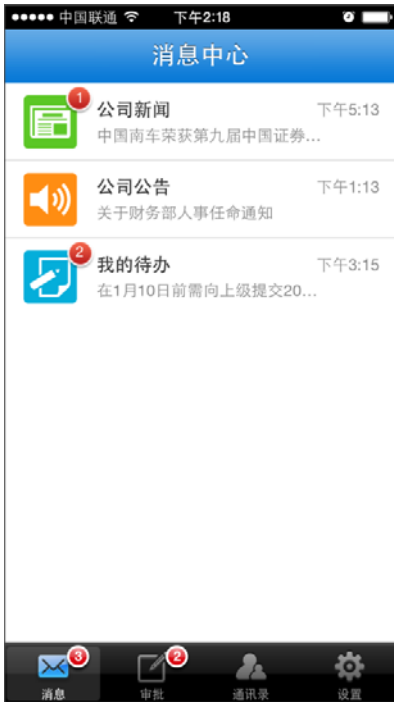 中国联通 下午2:18
消息中心
1
公司新闻 下午5:13
中国南车荣获第九届中国证券...
公司公告 下午1:13
关于财务部人事任命通知
2
我的待办 下午3:15
在1月10日前需向上级提交20...
3 2
消息 审批 通讯录 设置